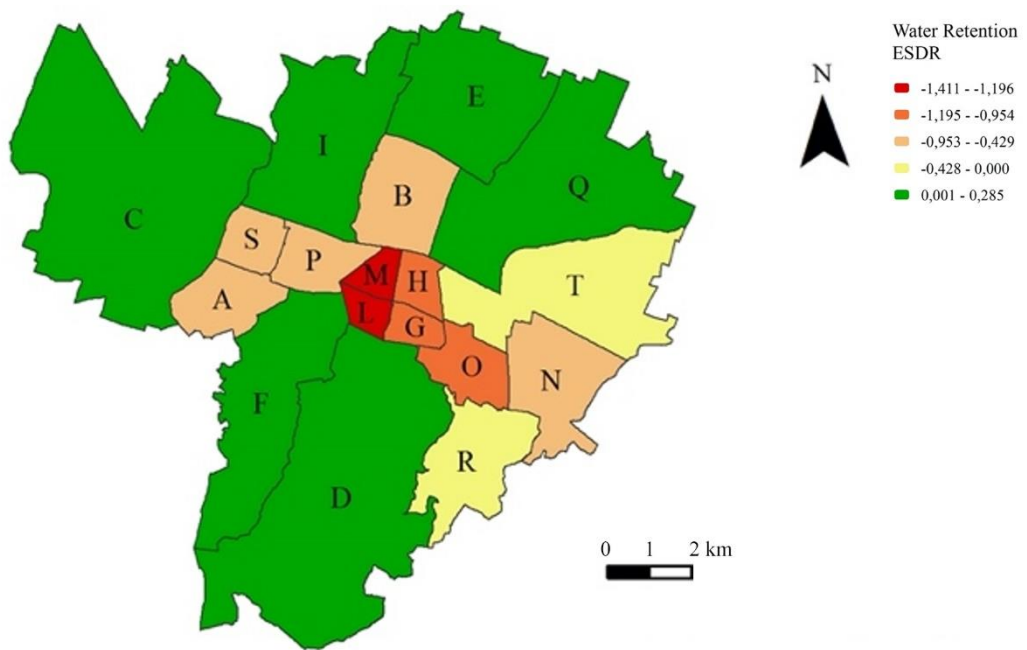 Water Retention
ESDR
-1,411 - -1,196
-1,195 - -0,954
-0,953 - -0,429
-0,428 - 0,000
0,001 - 0,285
N
E
I
Q
B
C
S
P
M
H
T
A
L
G
O
N
F
R
D
0 1 2 km